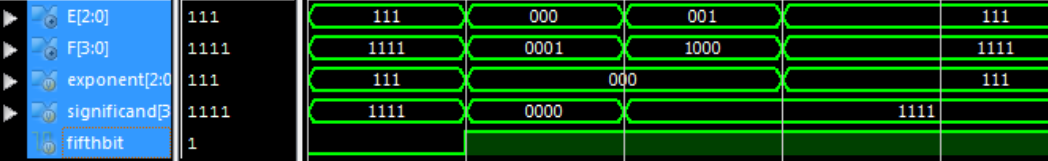 E[2:0] 111 111 000 001 111
F[3:0] 1111 1111 0001 1000 1111
exponent[2:0 111 111 000 111
significand[3 1111 1111 0000 1111
fifthbit 1